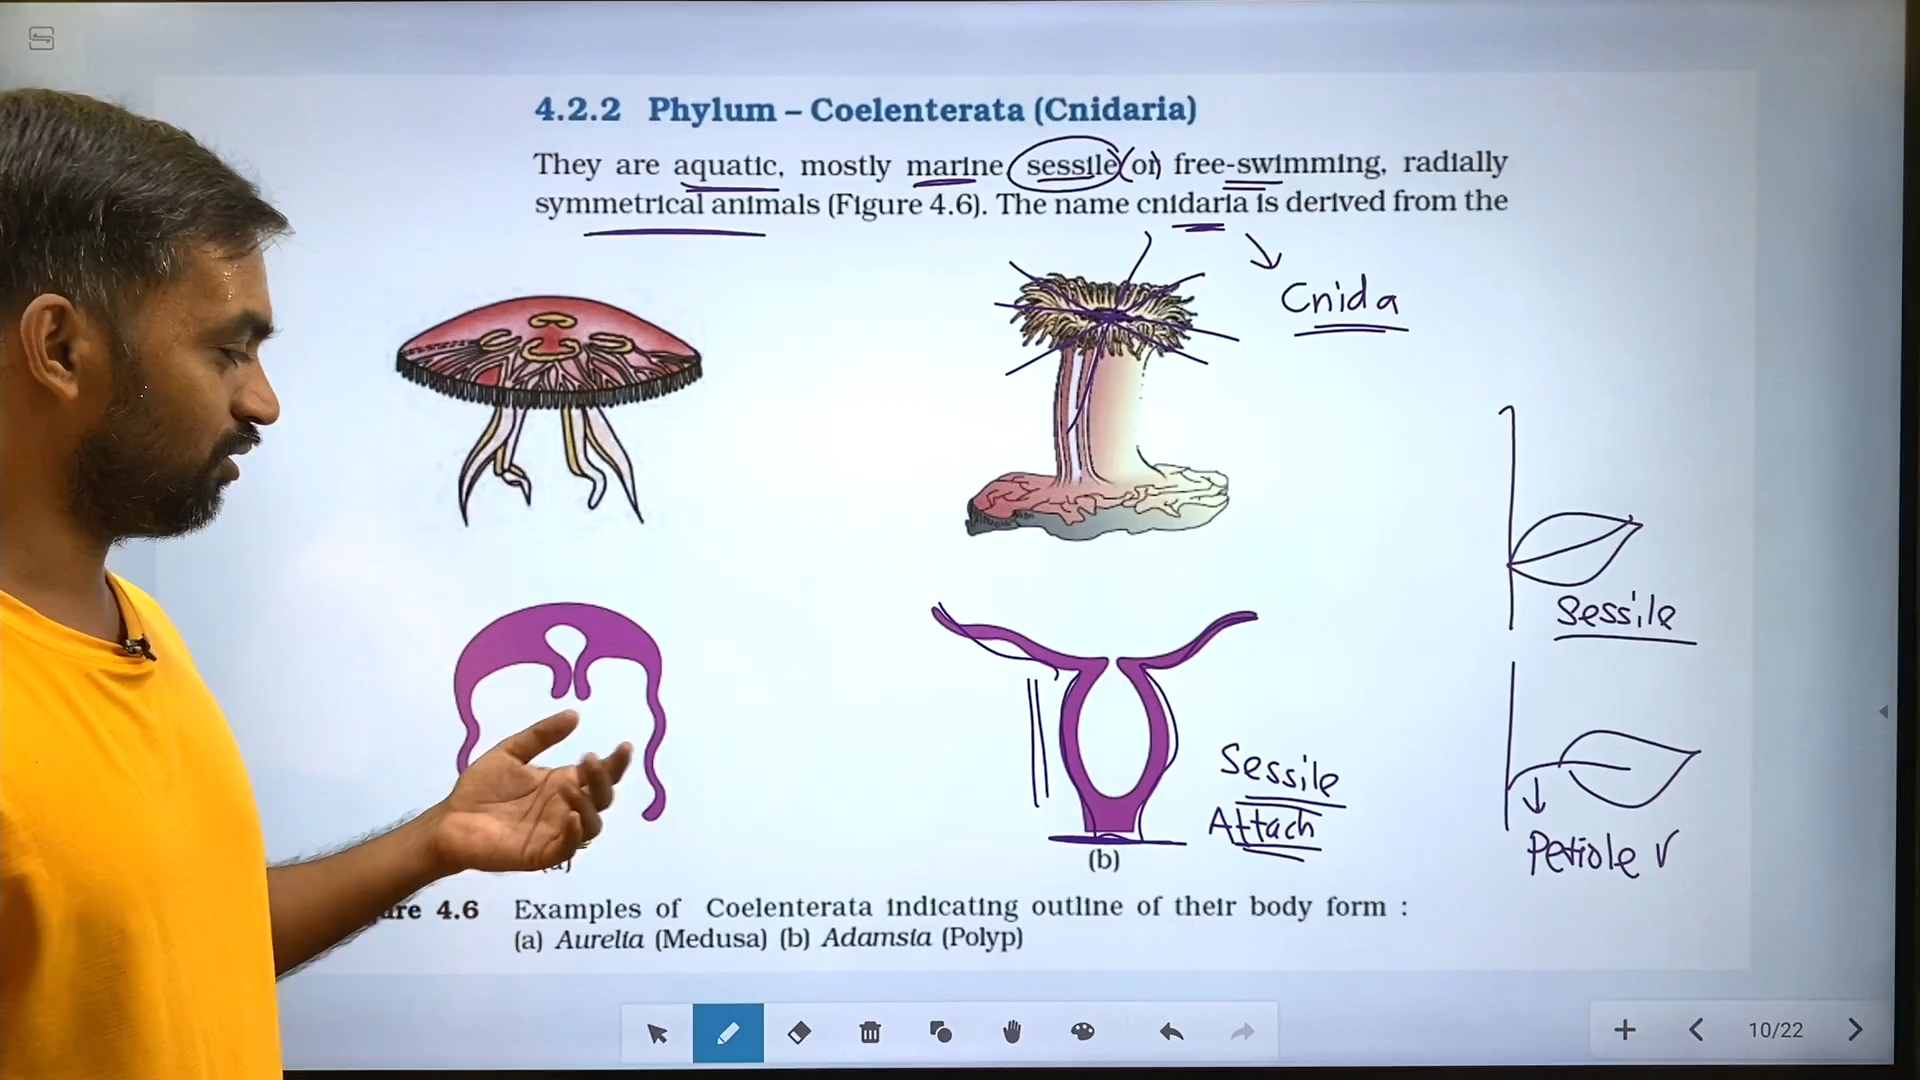 4.2.2 Phylum – Coelenterata (Cnidaria)
They are aquatic, mostly marine sessile or free-swimming, radially
symmetrical animals (Figure 4.6). The name cnidaria is derived from the
Cnida
Sessile
Sessile
Attach
Petiole
(b)
4.6 Examples of Coelenterata indicating outline of their body form :
(a) Aurelia (Medusa) (b) Adamsia (Polyp)
10/22